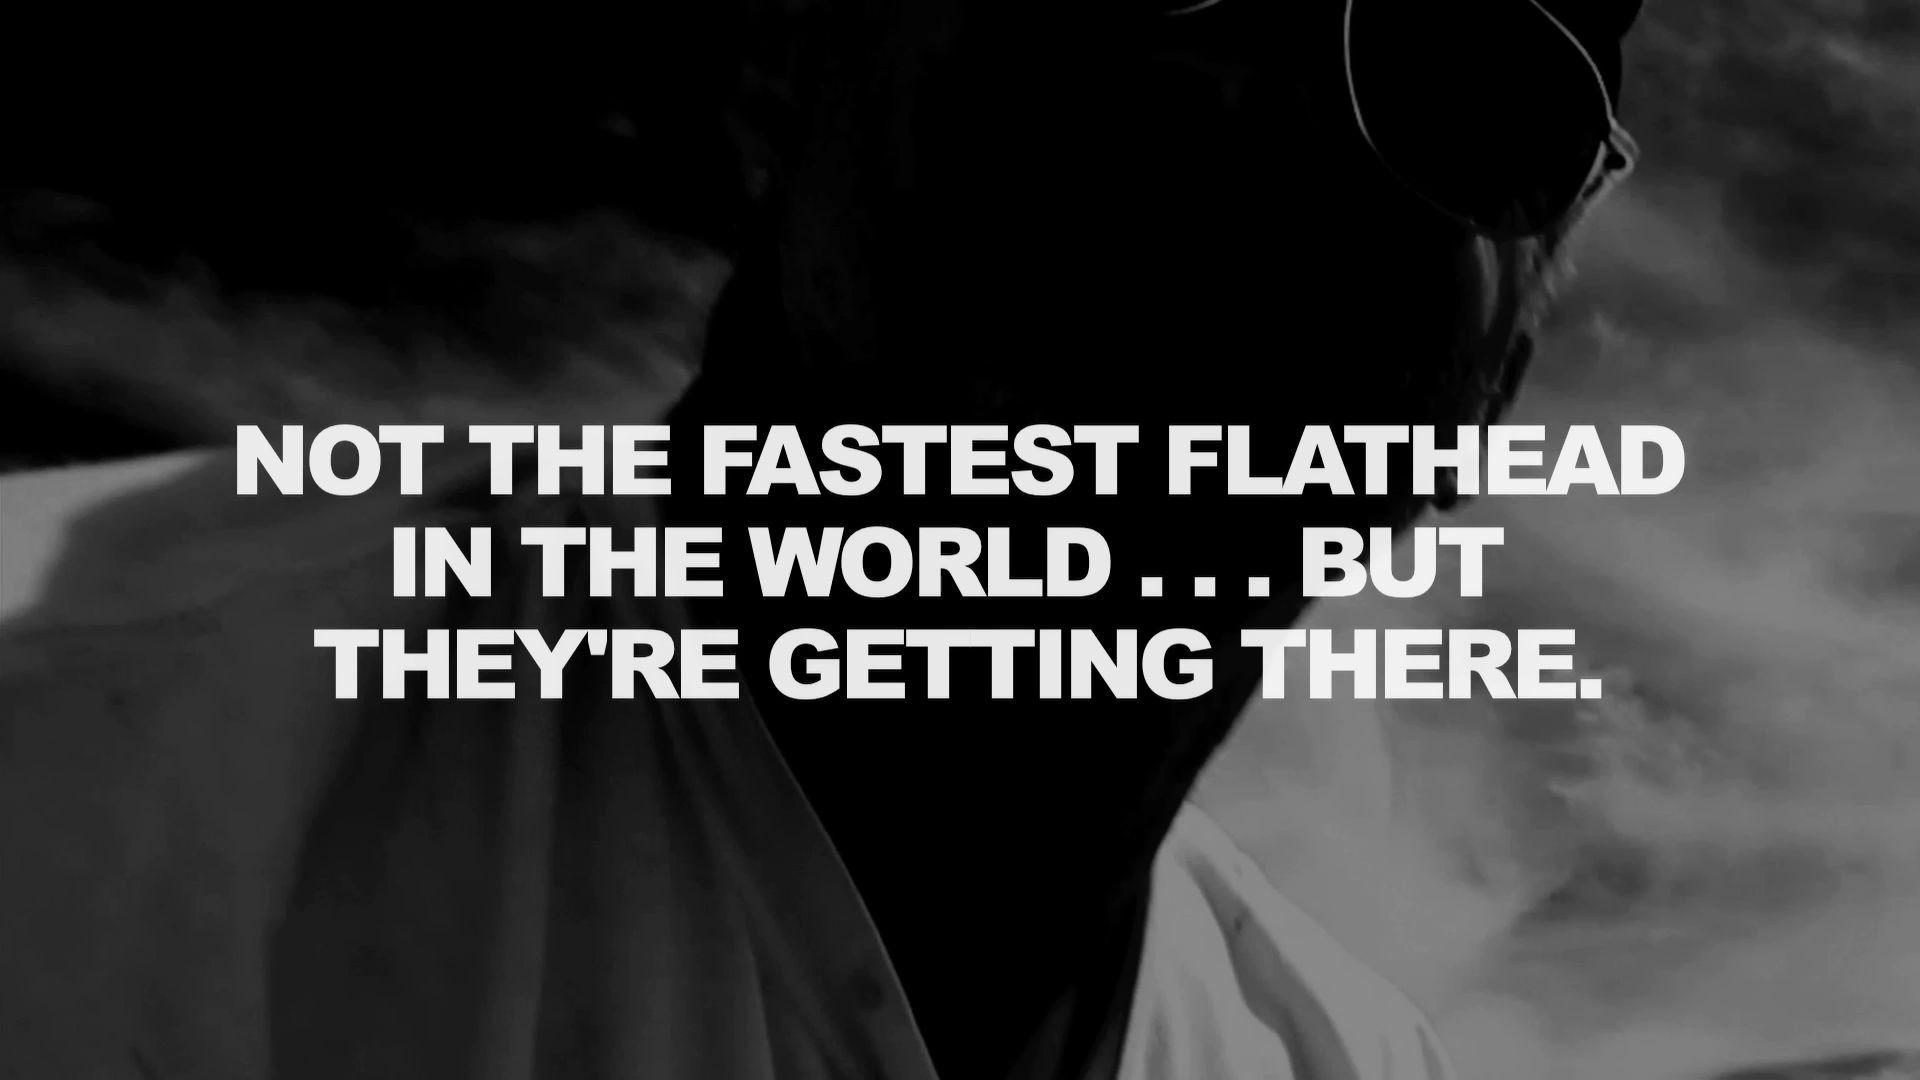 NOT THE FASTEST FLATHEAD
IN THE WORLD . . . BUT
THEY'RE GETTING THERE.